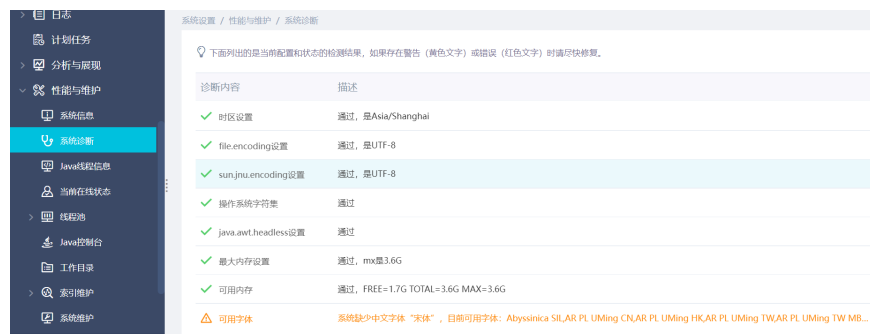 日志
系统设置 / 性能与维护 / 系统诊断
计划任务
下面列出的是当前配置和状态的检测结果，如果存在警告（黄色文字）或错误（红色文字）时请尽快修复。
分析与展现
性能与维护
诊断内容 描述
系统信息
时区设置 通过，是Asia/Shanghai
系统诊断
file.encoding设置 通过，是UTF-8
Java线程信息
sun.jnu.encoding设置 通过，是UTF-8
当前在线状态
操作系统字符集 通过
线程池
java.awt.headless设置 通过
Java控制台
最大内存设置 通过，mx是3.6G
工作目录
可用内存 通过，FREE=1.7G TOTAL=3.6G MAX=3.6G
索引维护
系统维护
可用字体 系统缺少中文字体“宋体”，目前可用字体：Abyssinica SIL,AR PL UMing CN,AR PL UMing HK,AR PL UMing TW,AR PL UMing TW MB...